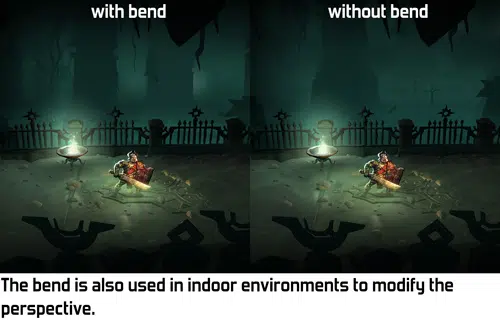 with bend
without bend
The bend is also used in indoor environments to modify the
perspective.